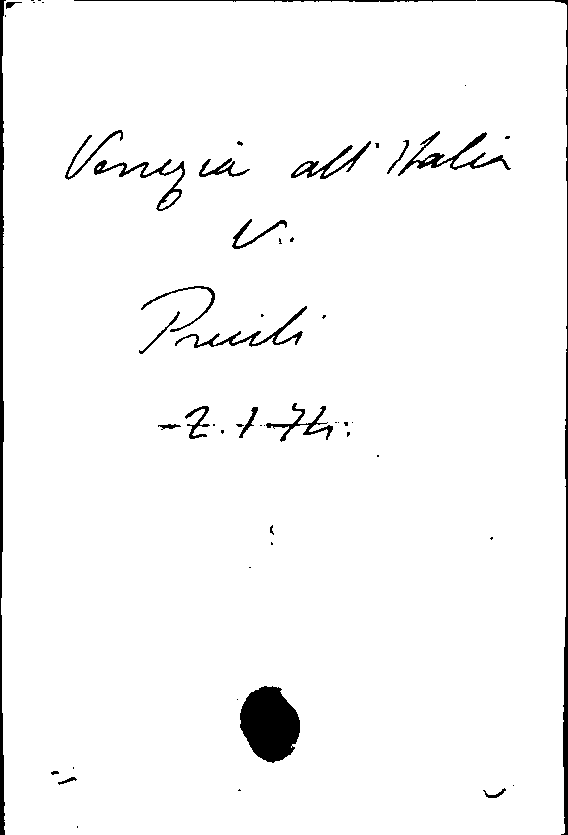 Venezia all'Italia
V.
Priuli
-2.1.74.